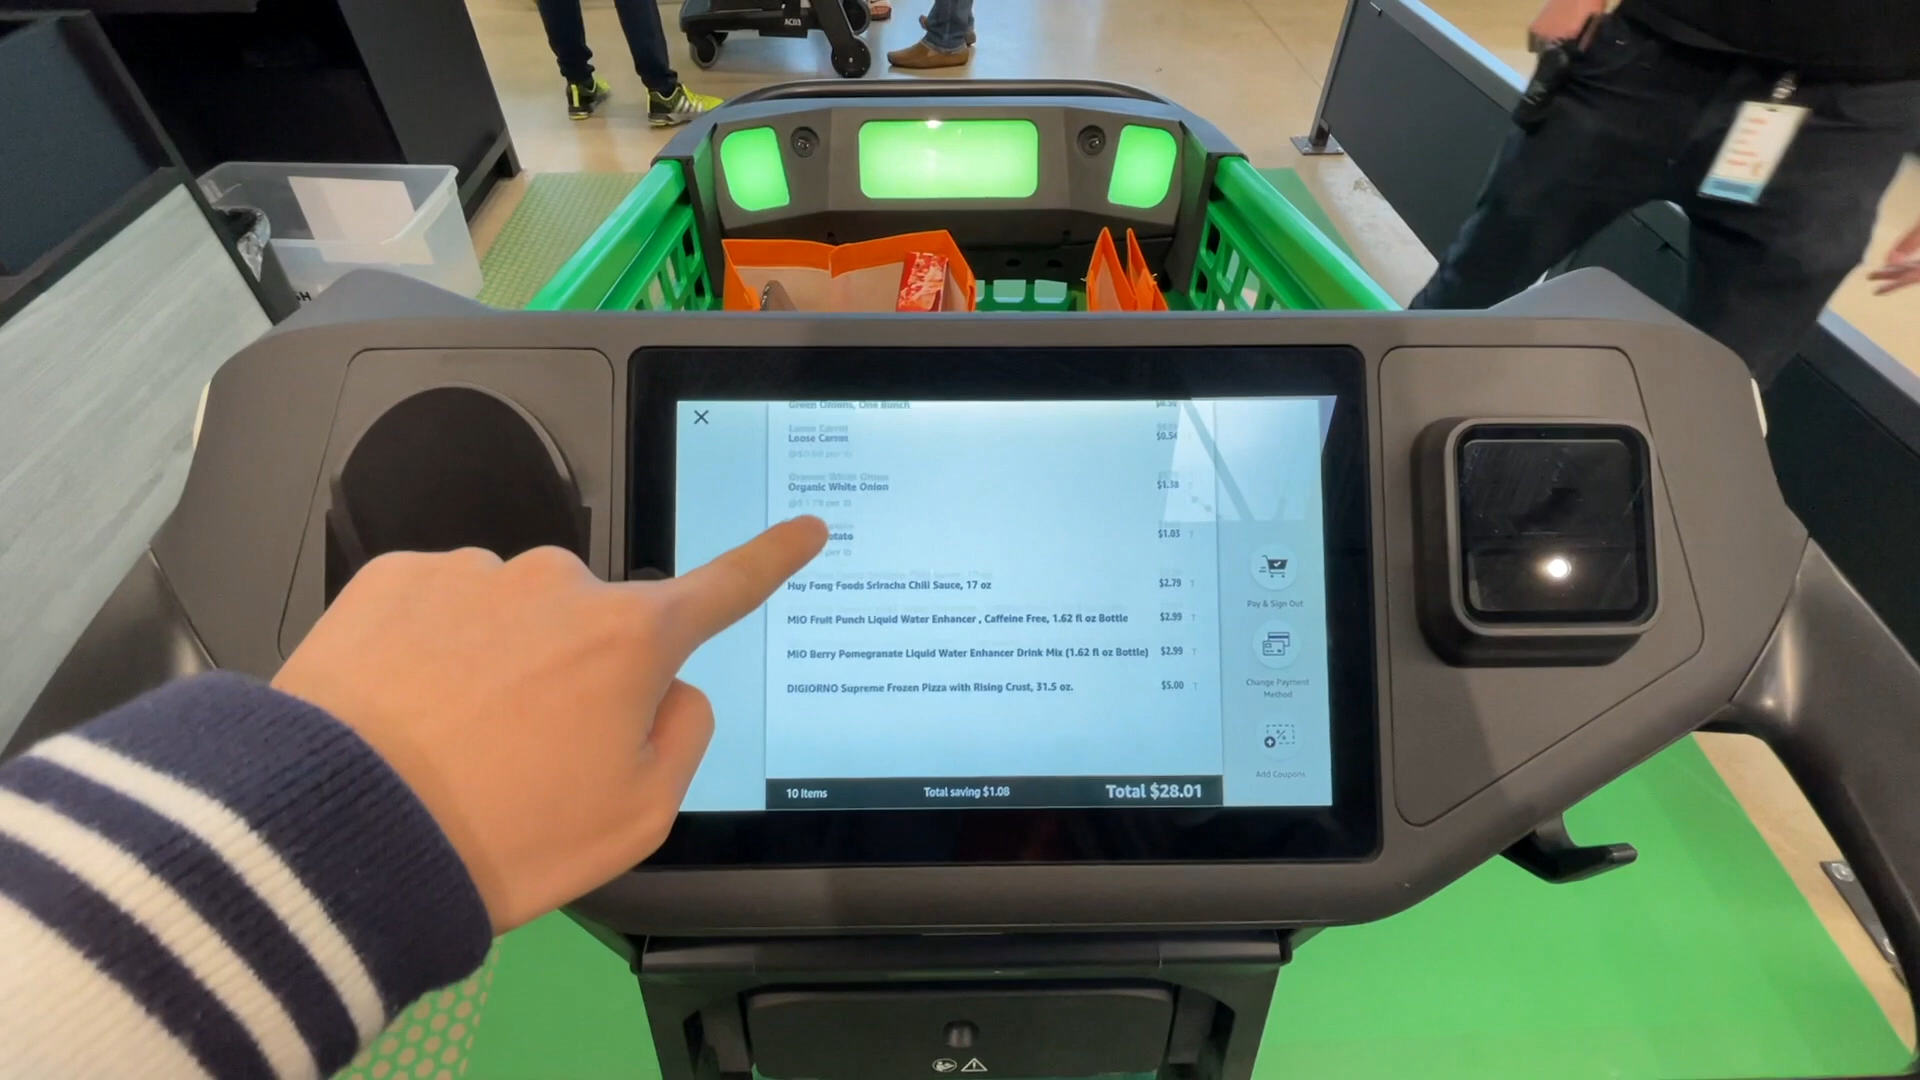 AC03
Green Onions, One Bunch
Loose Carrot $0.54
Organic White Onion $1.38
otato $1.03
per lb
Huy Fong Foods Sriracha Chili Sauce, 17 oz $2.79 T
MiO Fruit Punch Liquid Water Enhancer , Caffeine Free, 1.62 fl oz Bottle $2.99 T
MiO Berry Pomegranate Liquid Water Enhancer Drink Mix (1.62 fl oz Bottle) $2.99 T
DIGIORNO Supreme Frozen Pizza with Rising Crust, 31.5 oz. $5.00 T
10 Items Total saving $1.08 Total $28.01
Pay & Sign Out
Change Payment
Method
Add Coupons